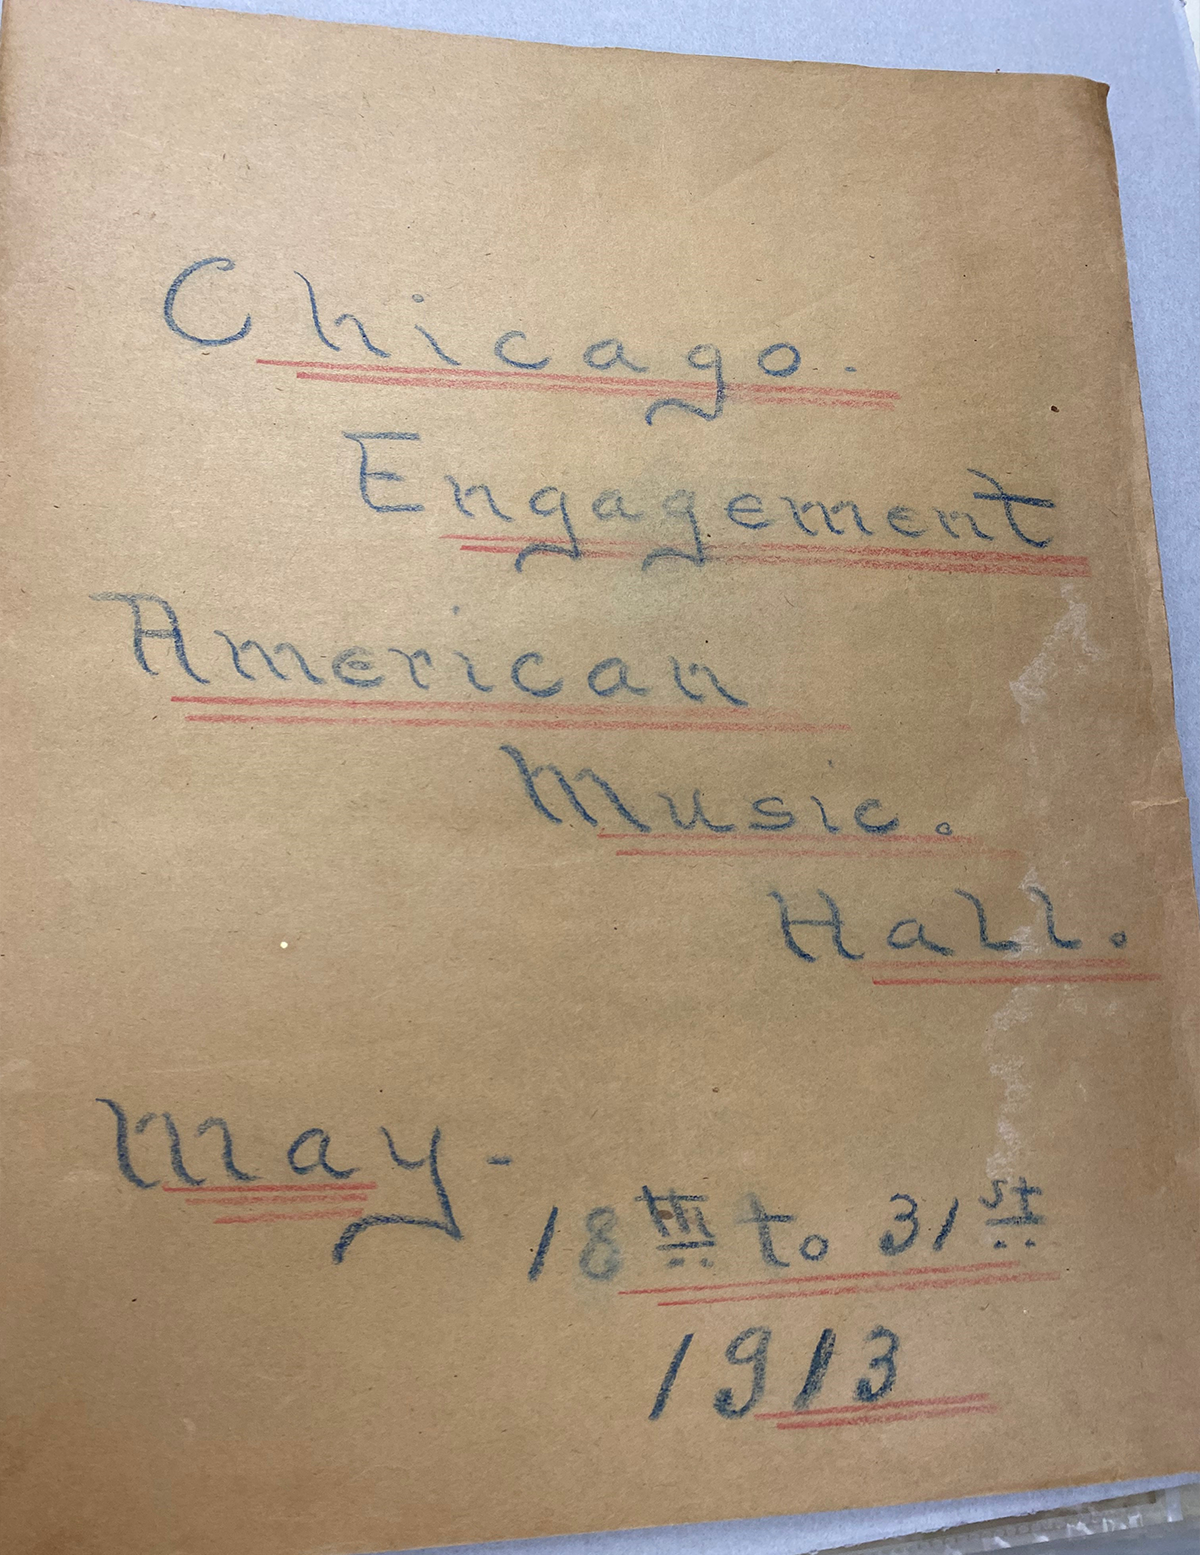 Chicago.
Engagement
American
Music.
Hall.
May-
18th to 31st
1913